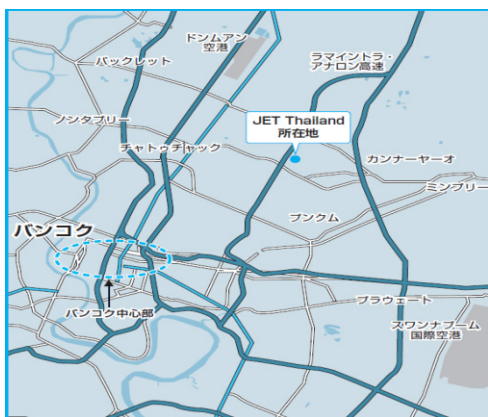 ドンムアン
空港
パックレット
ラマイントラ・
アナロン高速
ノンタブリー
JET Thailand
所在地
チャトゥチャック
カンナーヤーオ
ミンブリー
ブンクム
バンコク
バンコク中心部
プラウェート
スワンナプーム
国際空港